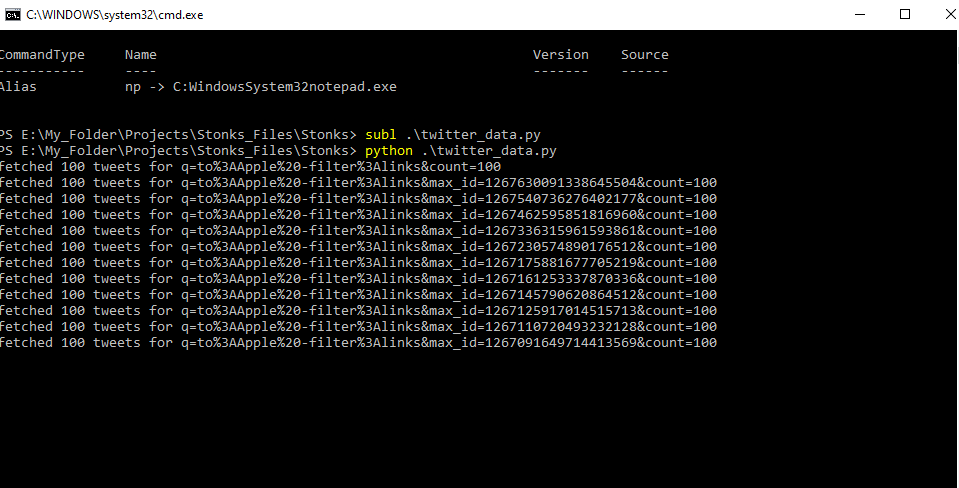 C:\WINDOWS\system32\cmd.exe
CommandType Name Version Source
----------- ---- ------- ------
Alias np -> C:WindowsSystem32notepad.exe
PS E:\My_Folder\Projects\Stonks_Files\Stonks> subl .\twitter_data.py
PS E:\My_Folder\Projects\Stonks_Files\Stonks> python .\twitter_data.py
fetched 100 tweets for q=to%3AApple%20-filter%3Alinks&count=100
fetched 100 tweets for q=to%3AApple%20-filter%3Alinks&max_id=1267630091338645504&count=100
fetched 100 tweets for q=to%3AApple%20-filter%3Alinks&max_id=1267540736276402177&count=100
fetched 100 tweets for q=to%3AApple%20-filter%3Alinks&max_id=1267462595851816960&count=100
fetched 100 tweets for q=to%3AApple%20-filter%3Alinks&max_id=1267336315961593861&count=100
fetched 100 tweets for q=to%3AApple%20-filter%3Alinks&max_id=1267230574890176512&count=100
fetched 100 tweets for q=to%3AApple%20-filter%3Alinks&max_id=1267175881677705219&count=100
fetched 100 tweets for q=to%3AApple%20-filter%3Alinks&max_id=1267161253337870336&count=100
fetched 100 tweets for q=to%3AApple%20-filter%3Alinks&max_id=1267145790620864512&count=100
fetched 100 tweets for q=to%3AApple%20-filter%3Alinks&max_id=1267125917014515713&count=100
fetched 100 tweets for q=to%3AApple%20-filter%3Alinks&max_id=1267110720493232128&count=100
fetched 100 tweets for q=to%3AApple%20-filter%3Alinks&max_id=1267091649714413569&count=100